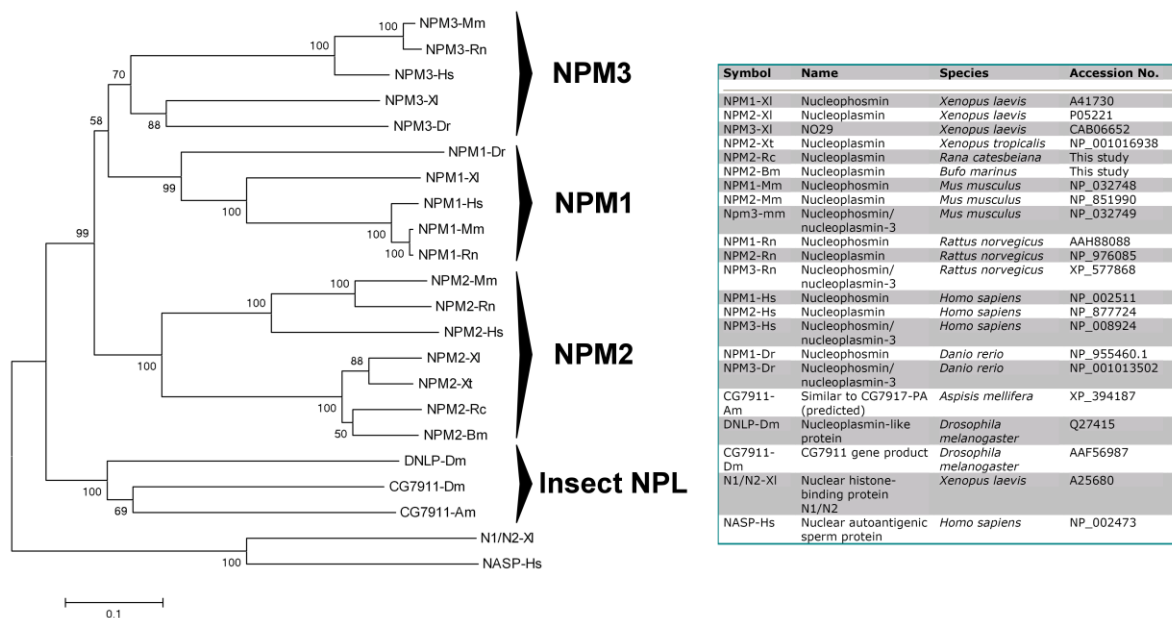 NPM3-Mm
100
100
NPM3-Rn
NPM3
70
NPM3-Hs
NPM3-Xl
58
88
NPM3-Dr
NPM1-Dr
99
NPM1-Xl
NPM1
100
NPM1-Hs
NPM1-Mm
100
100
NPM1-Rn
99
NPM2-Mm
100
100
NPM2-Rn
NPM2-Hs
NPM2
88
NPM2-Xl
100
NPM2-Xt
100
NPM2-Rc
50
NPM2-Bm
DNLP-Dm
100
CG7911-Dm
Insect NPL
69
CG7911-Am
N1/N2-Xl
100
NASP-Hs
0.1
Symbol Name Species Accession No.
NPM1-Xl Nucleophosmin Xenopus laevis A41730
NPM2-Xl Nucleoplasmin Xenopus laevis P05221
NPM3-Xl NO29 Xenopus laevis CAB06652
NPM2-Xt Nucleoplasmin Xenopus tropicalis NP_001016938
NPM2-Rc Nucleoplasmin Rana catesbeiana This study
NPM2-Bm Nucleoplasmin Bufo marinus This study
NPM1-Mm Nucleophosmin Mus musculus NP_032748
NPM2-Mm Nucleoplasmin Mus musculus NP_851990
Npm3-mm Nucleophosmin/ Mus musculus NP_032749
nucleoplasmin-3
NPM1-Rn Nucleophosmin Rattus norvegicus AAH88088
NPM2-Rn Nucleoplasmin Rattus norvegicus NP_976085
NPM3-Rn Nucleophosmin/ Rattus norvegicus XP_577868
nucleoplasmin-3
NPM1-Hs Nucleophosmin Homo sapiens NP_002511
NPM2-Hs Nucleoplasmin Homo sapiens NP_877724
NPM3-Hs Nucleophosmin/ Homo sapiens NP_008924
nucleoplasmin-3
NPM1-Dr Nucleophosmin Danio rerio NP_955460.1
NPM3-Dr Nucleophosmin/ Danio rerio NP_001013502
nucleoplasmin-3
CG7911- Similar to CG7917-PA Aspisis mellifera XP_394187
Am (predicted)
DNLP-Dm Nucleoplasmin-like Drosophila Q27415
protein melanogaster
CG7911- CG7911 gene product Drosophila AAF56987
Dm melanogaster
N1/N2-Xl Nuclear histone- Xenopus laevis A25680
binding protein
N1/N2
NASP-Hs Nuclear autoantigenic Homo sapiens NP_002473
sperm protein